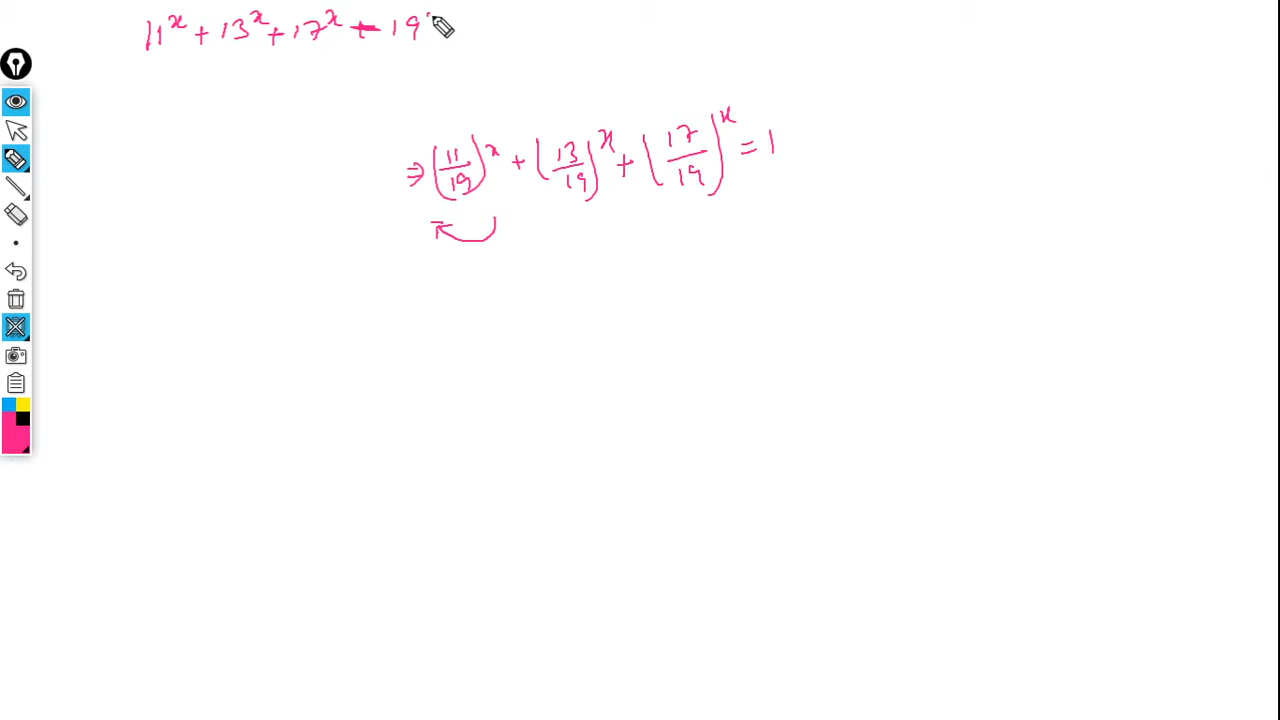 11^x + 13^x + 17^x - 19
⇒ (11/19)^x + (13/19)^x + (17/19)^x = 1